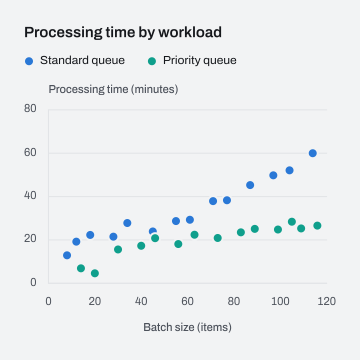 Processing time by workload
Standard queue Priority queue
Processing time (minutes)
80
60
40
20
0
0 20 40 60 80 100 120
Batch size (items)